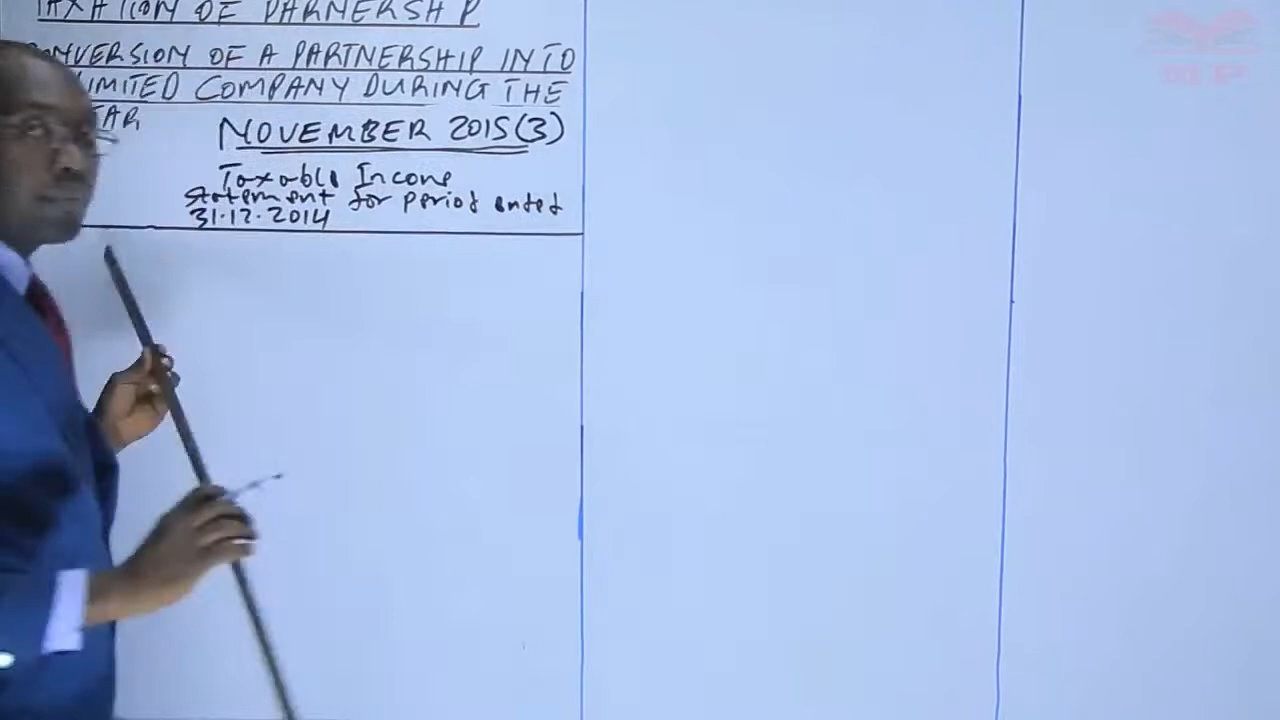 TAXATION OF PARNERSHIP
CONVERSION OF A PARTNERSHIP INTO
LIMITED COMPANY DURING THE
EAR
NOVEMBER 2015(3)
Taxable Income
statement for period ended
31.12.2014